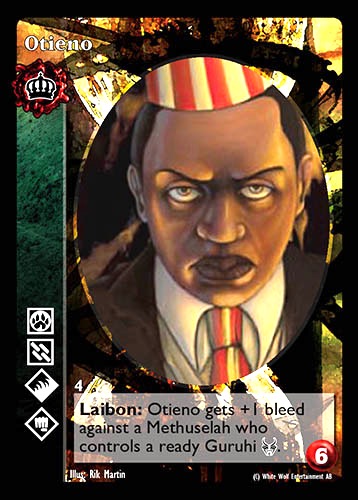 Otieno
4
Laibon: Otieno gets +1 bleed
against a Methuselah who
controls a ready Guruhi
6
Illus: Rik Martin
(C) White Wolf Entertainment AB